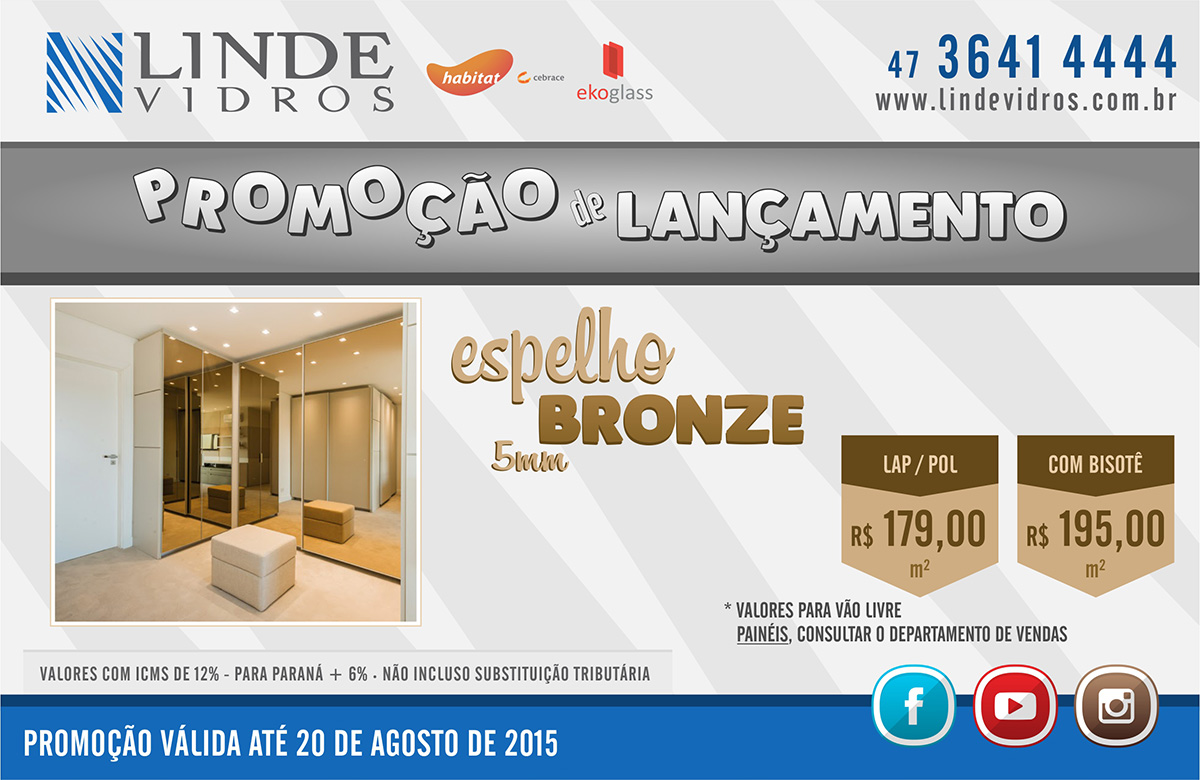 LINDE
VIDROS
habitat
cebrace
ekoglass
47 3641 4444
www.lindevidros.com.br
PROMOÇÃO de LANÇAMENTO
espelho
BRONZE
5mm
LAP / POL
R$ 179,00
m²
COM BISOTÊ
R$ 195,00
m²
* VALORES PARA VÃO LIVRE
PAINÉIS, CONSULTAR O DEPARTAMENTO DE VENDAS
VALORES COM ICMS DE 12% - PARA PARANÁ + 6% . NÃO INCLUSO SUBSTITUIÇÃO TRIBUTÁRIA
PROMOÇÃO VÁLIDA ATÉ 20 DE AGOSTO DE 2015